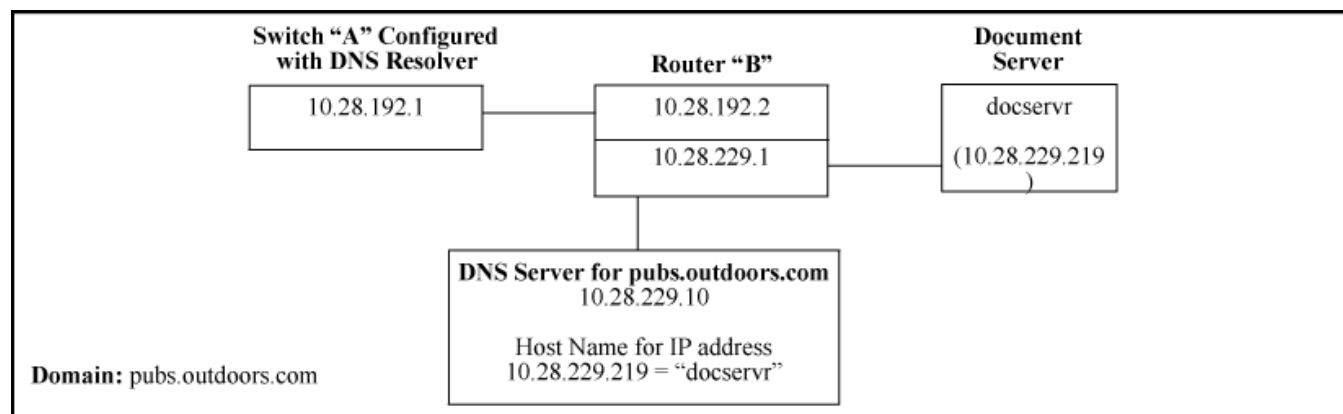 Switch “A” Configured
with DNS Resolver
10.28.192.1
Router “B”
10.28.192.2
10.28.229.1
Document
Server
docservr
(10.28.229.219
)
DNS Server for pubs.outdoors.com
10.28.229.10
Host Name for IP address
10.28.229.219 = “docservr”
Domain: pubs.outdoors.com